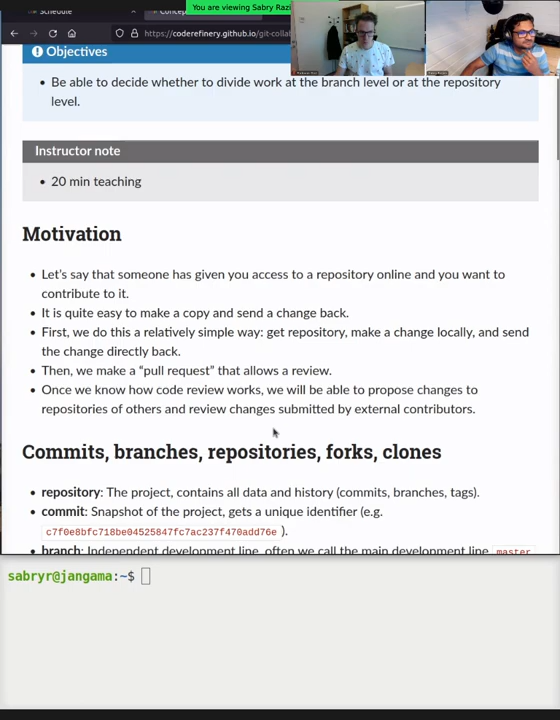 You are viewing Sabry Razi
Schedule
Concep
https://coderefinery.github.io/git-collab
Objectives
Be able to decide whether to divide work at the branch level or at the repository
level.
Instructor note
20 min teaching
Motivation
Let's say that someone has given you access to a repository online and you want to
contribute to it.
It is quite easy to make a copy and send a change back.
First, we do this a relatively simple way: get repository, make a change locally, and send
the change directly back.
Then, we make a “pull request” that allows a review.
Once we know how code review works, we will be able to propose changes to
repositories of others and review changes submitted by external contributors.
Commits, branches, repositories, forks, clones
repository: The project, contains all data and history (commits, branches, tags).
commit: Snapshot of the project, gets a unique identifier (e.g.
c7f0e8bfc718be04525847fc7ac237f470add76e ).
branch: Independent development line, often we call the main development line master
sabryr@jangama:~$